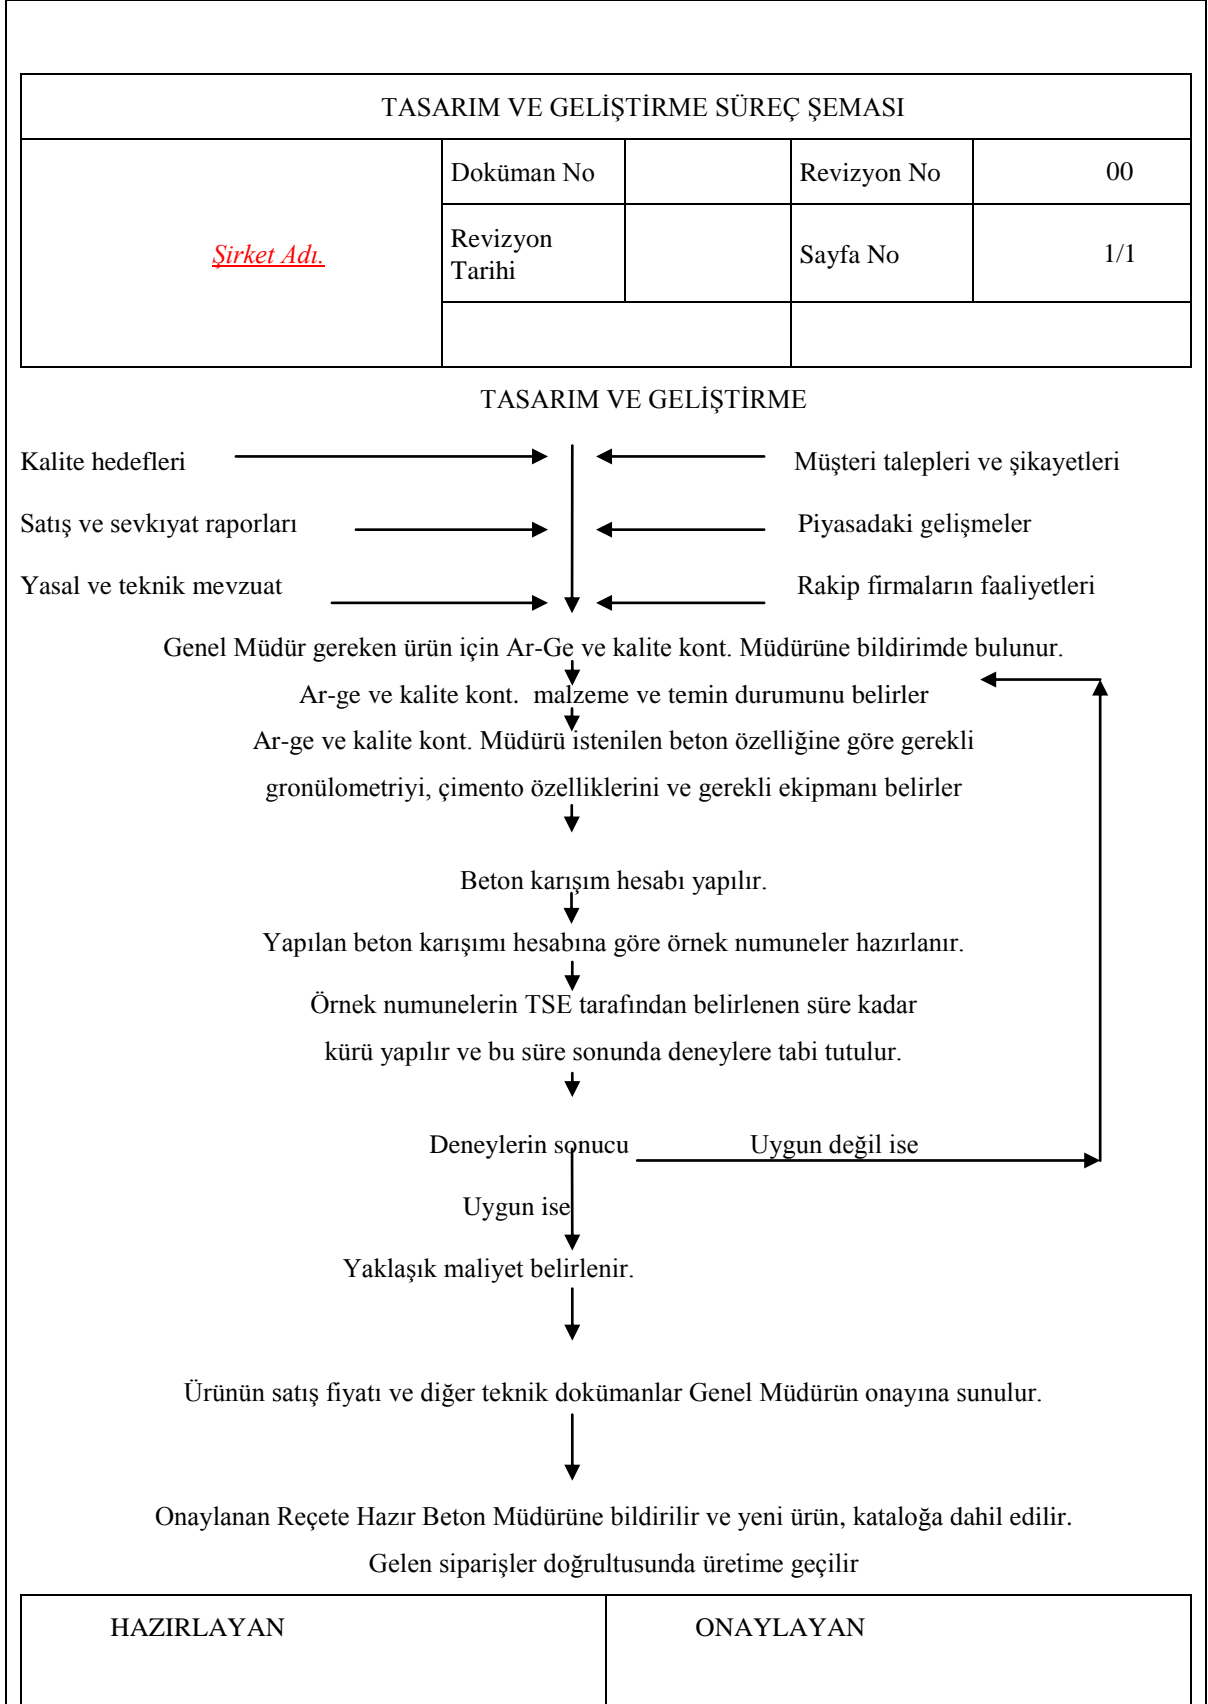 TASARIM VE GELİŞTİRME SÜREÇ ŞEMASI
Şirket Adı.
Doküman No
Revizyon No
00
Revizyon
Tarihi
Sayfa No
1/1
TASARIM VE GELİŞTİRME
Kalite hedefleri
Müşteri talepleri ve şikayetleri
Satış ve sevkıyat raporları
Piyasadaki gelişmeler
Yasal ve teknik mevzuat
Rakip firmaların faaliyetleri
Genel Müdür gereken ürün için Ar-Ge ve kalite kont. Müdürüne bildirimde bulunur.
Ar-ge ve kalite kont. malzeme ve temin durumunu belirler
Ar-ge ve kalite kont. Müdürü istenilen beton özelliğine göre gerekli
gronülometriyi, çimento özelliklerini ve gerekli ekipmanı belirler
Beton karışım hesabı yapılır.
Yapılan beton karışımı hesabına göre örnek numuneler hazırlanır.
Örnek numunelerin TSE tarafından belirlenen süre kadar
kürü yapılır ve bu süre sonunda deneylere tabi tutulur.
Deneylerin sonucu
Uygun değil ise
Uygun ise
Yaklaşık maliyet belirlenir.
Ürünün satış fiyatı ve diğer teknik dokümanlar Genel Müdürün onayına sunulur.
Onaylanan Reçete Hazır Beton Müdürüne bildirilir ve yeni ürün, kataloğa dahil edilir.
Gelen siparişler doğrultusunda üretime geçilir
HAZIRLAYAN
ONAYLAYAN